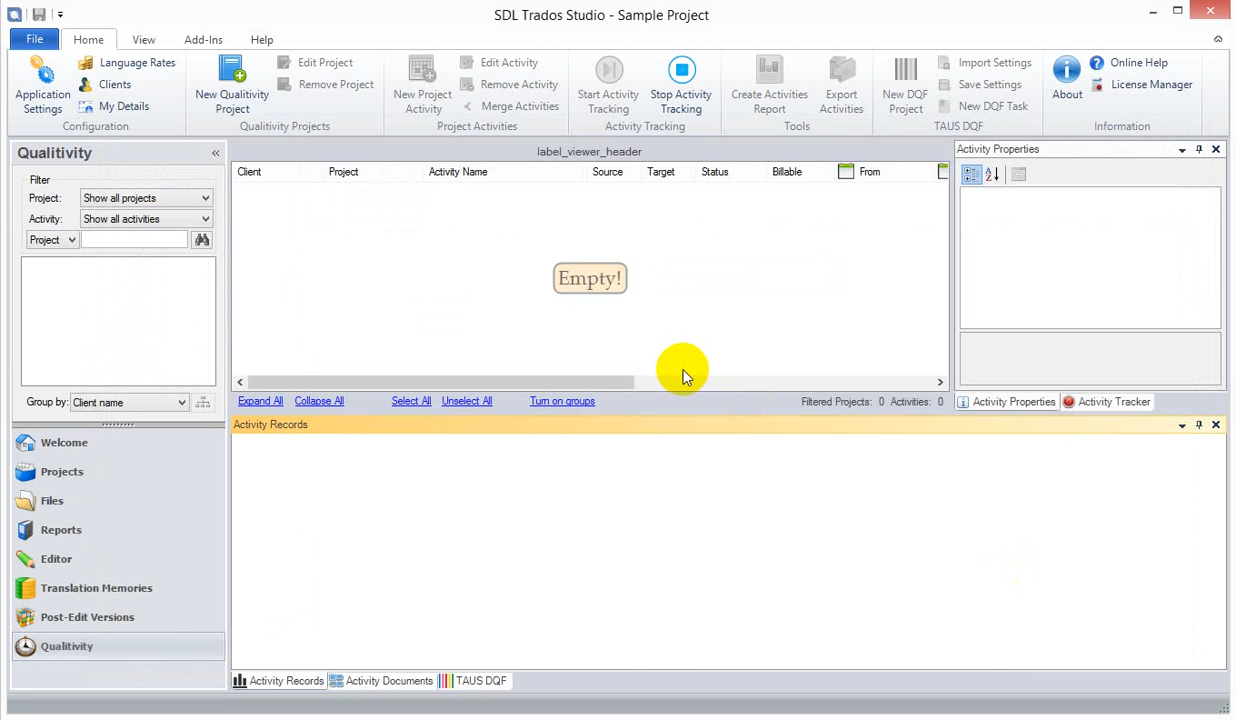 SDL Trados Studio - Sample Project
File
Home
View
Add-Ins
Help
Application Settings
Language Rates
Clients
My Details
Configuration
New Qualitivity Project
Edit Project
Remove Project
Qualitivity Projects
New Project Activity
Edit Activity
Remove Activity
Merge Activities
Project Activities
Start Activity Tracking
Stop Activity Tracking
Activity Tracking
Create Activities Report
Export Activities
Tools
New DQF Project
Import Settings
Save Settings
New DQF Task
TAUS DQF
About
Online Help
License Manager
Information
Qualitivity
Filter
Project:
Show all projects
Activity:
Show all activities
Project
Group by:
Client name
Welcome
Projects
Files
Reports
Editor
Translation Memories
Post-Edit Versions
Qualitivity
label_viewer_header
Client
Project
Activity Name
Source
Target
Status
Billable
From
Empty!
Expand All
Collapse All
Select All
Unselect All
Turn on groups
Filtered Projects: 0 Activities: 0
Activity Properties
Activity Properties
Activity Tracker
Activity Records
Activity Records
Activity Documents
TAUS DQF